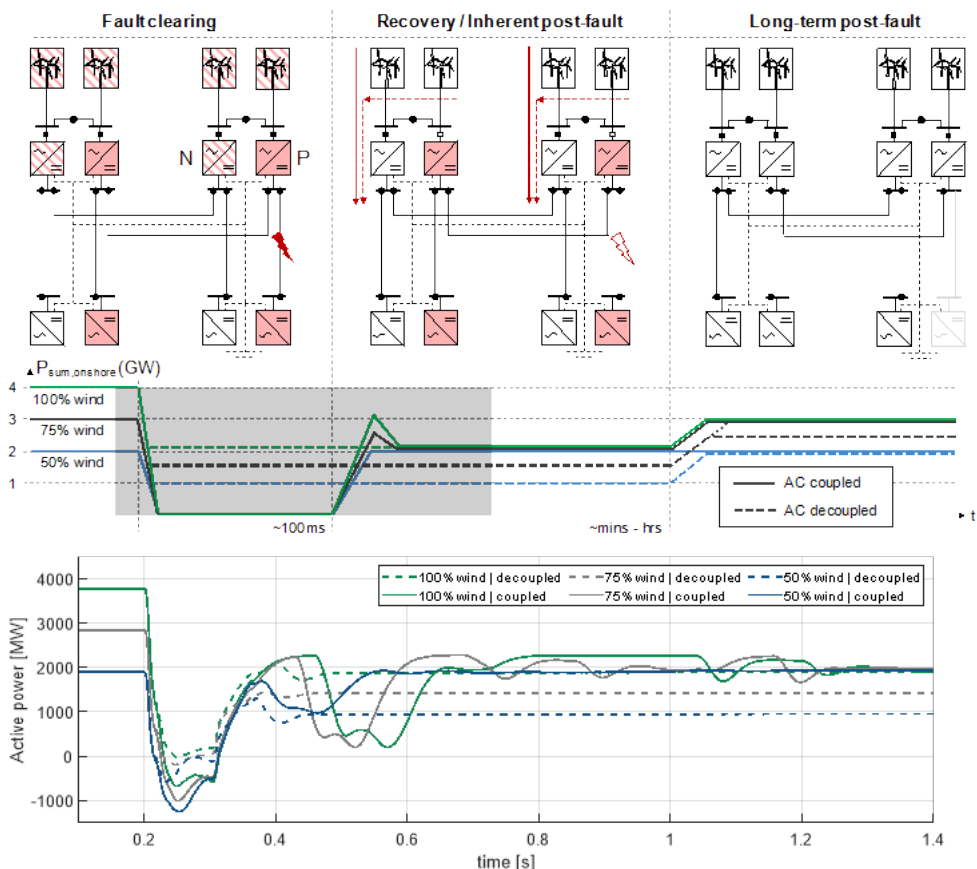 Fault clearing
Recovery / Inherent post-fault
Long-term post-fault
N
P
P sum,onshore (GW)
4
100% wind
3
75% wind
2
50% wind
1
AC coupled
AC decoupled
~100ms
~mins - hrs
t
100% wind | decoupled
75% wind | decoupled
50% wind | decoupled
100% wind | coupled
75% wind | coupled
50% wind | coupled
Active power [MW]
4000
3000
2000
1000
0
-1000
0.2
0.4
0.6
0.8
1
1.2
1.4
time [s]